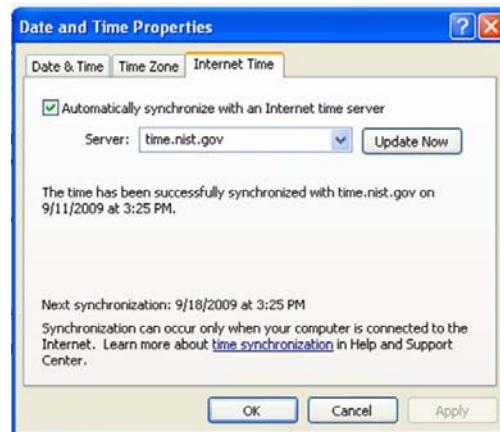 Date and Time Properties
Date & Time Time Zone Internet Time
Automatically synchronize with an Internet time server
Server: time.nist.gov Update Now
The time has been successfully synchronized with time.nist.gov on
9/11/2009 at 3:25 PM.
Next synchronization: 9/18/2009 at 3:25 PM
Synchronization can occur only when your computer is connected to the
Internet. Learn more about time synchronization in Help and Support
Center.
OK Cancel Apply